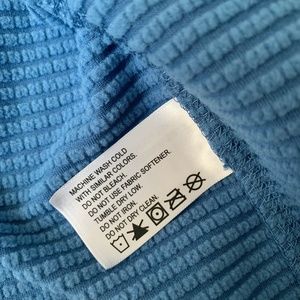 MACHINE WASH COLD
WITH SIMILAR COLORS.
DO NOT BLEACH.
DO NOT USE FABRIC SOFTENER.
TUMBLE DRY LOW.
DO NOT IRON.
DO NOT DRY CLEAN.